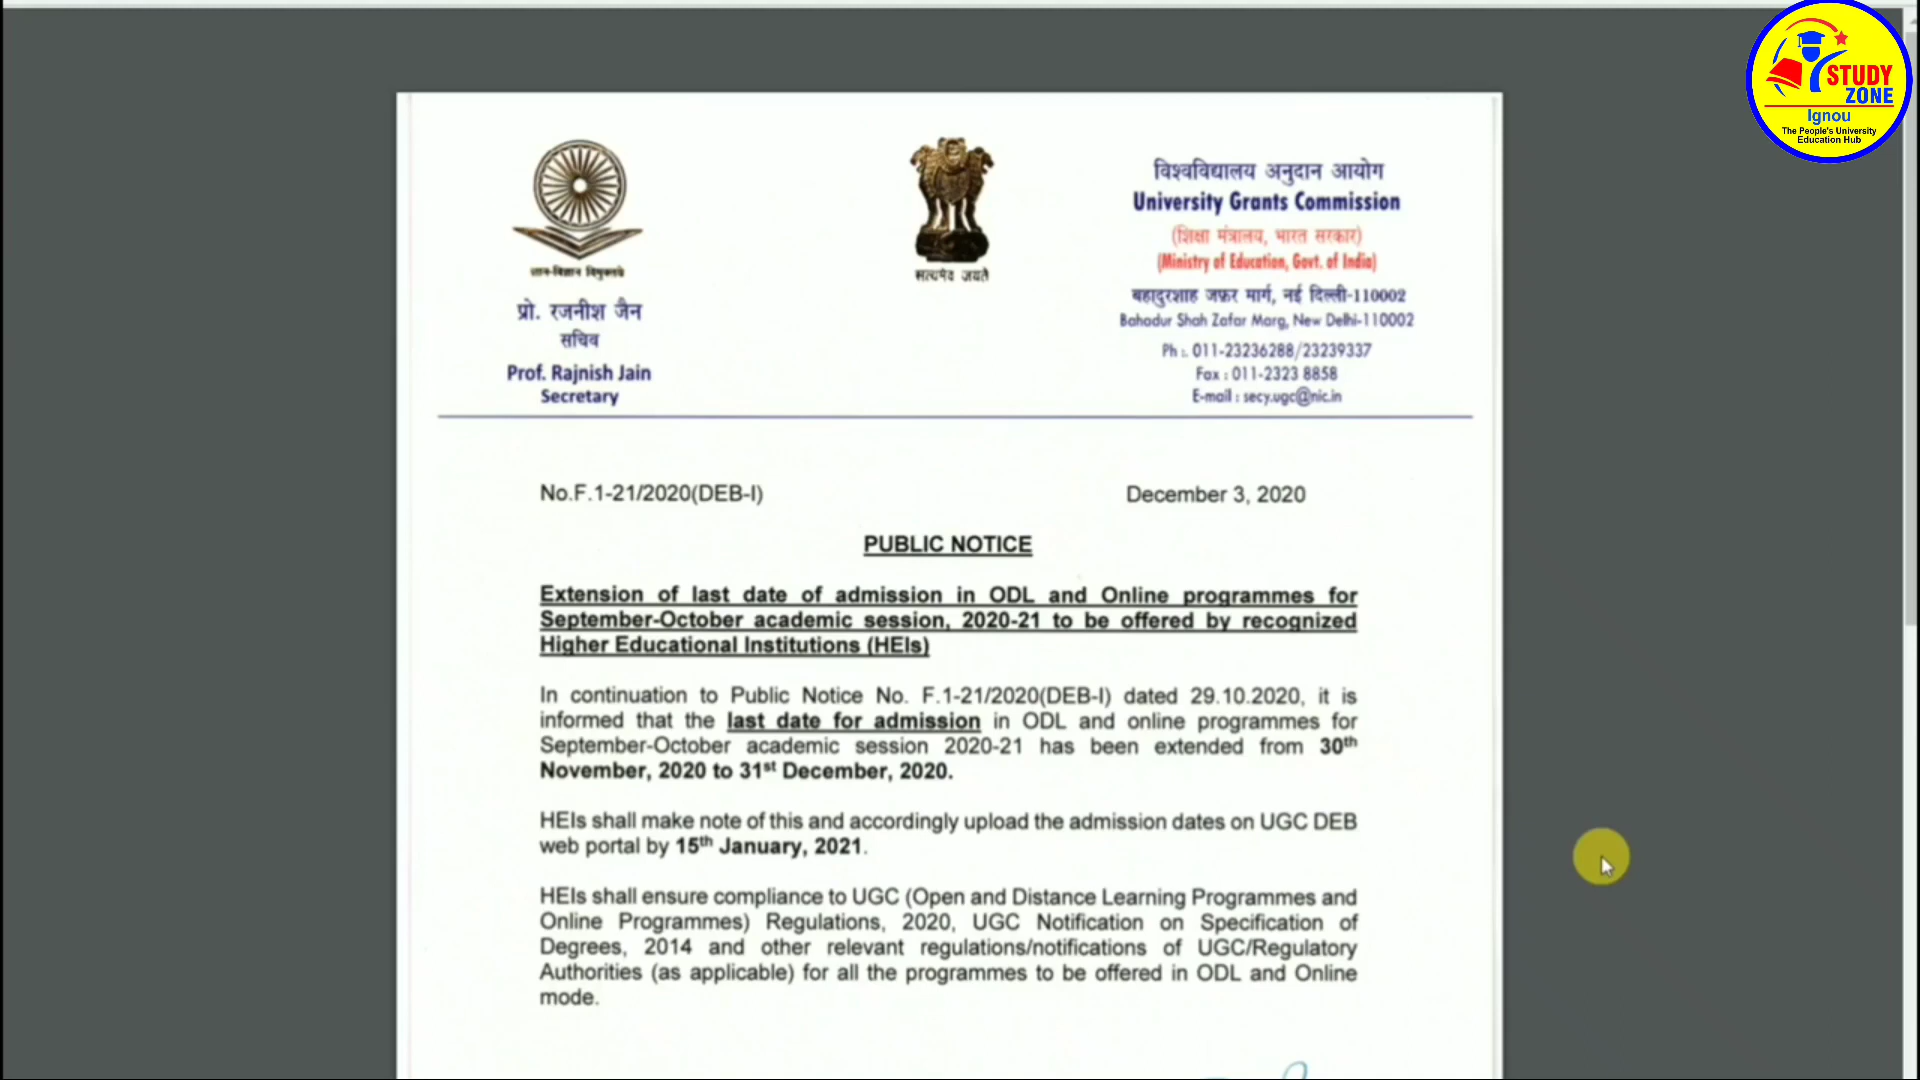 STUDY
ZONE
Ignou
The People's University
Education Hub
ज्ञान-विज्ञान विमुक्तये
प्रो. रजनीश जैन
सचिव
Prof. Rajnish Jain
Secretary
सत्यमेव जयते
विश्वविद्यालय अनुदान आयोग
University Grants Commission
(शिक्षा मंत्रालय, भारत सरकार)
(Ministry of Education, Govt. of India)
बहादुरशाह ज़फ़र मार्ग, नई दिल्ली-110002
Bahadur Shah Zafar Marg, New Delhi-110002
Ph :. 011-23236288/23239337
Fax : 011-2323 8858
E-mail : secy.ugc@nic.in
No.F.1-21/2020(DEB-I)
December 3, 2020
PUBLIC NOTICE
Extension of last date of admission in ODL and Online programmes for
September-October academic session, 2020-21 to be offered by recognized
Higher Educational Institutions (HEIs)
In continuation to Public Notice No. F.1-21/2020(DEB-I) dated 29.10.2020, it is
informed that the last date for admission in ODL and online programmes for
September-October academic session 2020-21 has been extended from 30th
November, 2020 to 31st December, 2020.
HEIs shall make note of this and accordingly upload the admission dates on UGC DEB
web portal by 15th January, 2021.
HEIs shall ensure compliance to UGC (Open and Distance Learning Programmes and
Online Programmes) Regulations, 2020, UGC Notification on Specification of
Degrees, 2014 and other relevant regulations/notifications of UGC/Regulatory
Authorities (as applicable) for all the programmes to be offered in ODL and Online
mode.